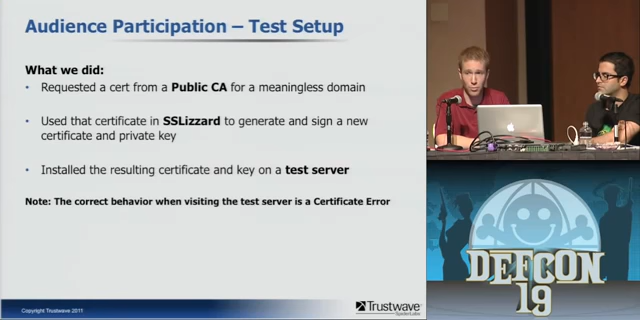 Audience Participation – Test Setup
What we did:
• Requested a cert from a Public CA for a meaningless domain
• Used that certificate in SSLizzard to generate and sign a new
certificate and private key
• Installed the resulting certificate and key on a test server
Note: The correct behavior when visiting the test server is a Certificate Error
Copyright Trustwave 2011
Trustwave
SpiderLabs
DEFCON
19